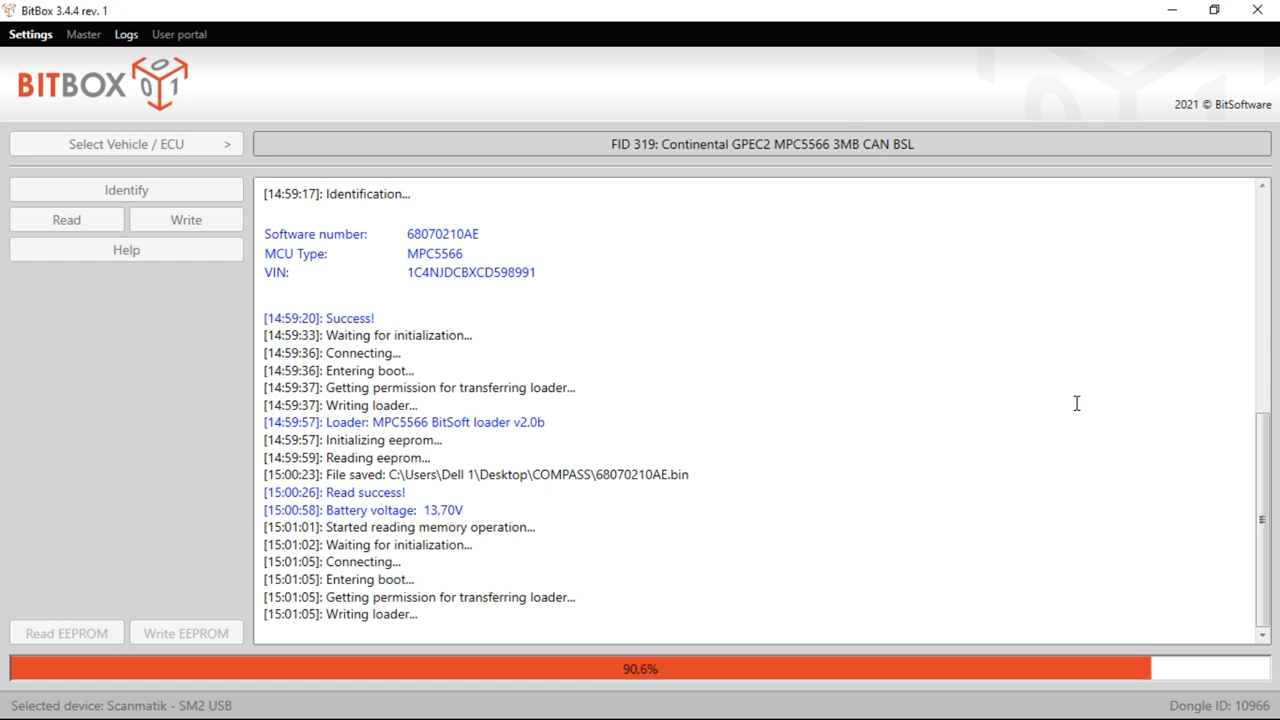 BitBox 3.4.4 rev. 1
Settings Master Logs User portal
BITBOX 01
2021 © BitSoftware
Select Vehicle / ECU >
FID 319: Continental GPEC2 MPC5566 3MB CAN BSL
Identify
Read Write
Help
[14:59:17]: Identification...
Software number: 68070210AE
MCU Type: MPC5566
VIN: 1C4NJDCBXCD598991
[14:59:20]: Success!
[14:59:33]: Waiting for initialization...
[14:59:36]: Connecting...
[14:59:36]: Entering boot...
[14:59:37]: Getting permission for transferring loader...
[14:59:37]: Writing loader...
[14:59:57]: Loader: MPC5566 BitSoft loader v2.0b
[14:59:57]: Initializing eeprom...
[14:59:59]: Reading eeprom...
[15:00:23]: File saved: C:\Users\Dell 1\Desktop\COMPASS\68070210AE.bin
[15:00:26]: Read success!
[15:00:58]: Battery voltage: 13,70V
[15:01:01]: Started reading memory operation...
[15:01:02]: Waiting for initialization...
[15:01:05]: Connecting...
[15:01:05]: Entering boot...
[15:01:05]: Getting permission for transferring loader...
[15:01:05]: Writing loader...
Read EEPROM Write EEPROM
90,6%
Selected device: Scanmatik - SM2 USB
Dongle ID: 10966